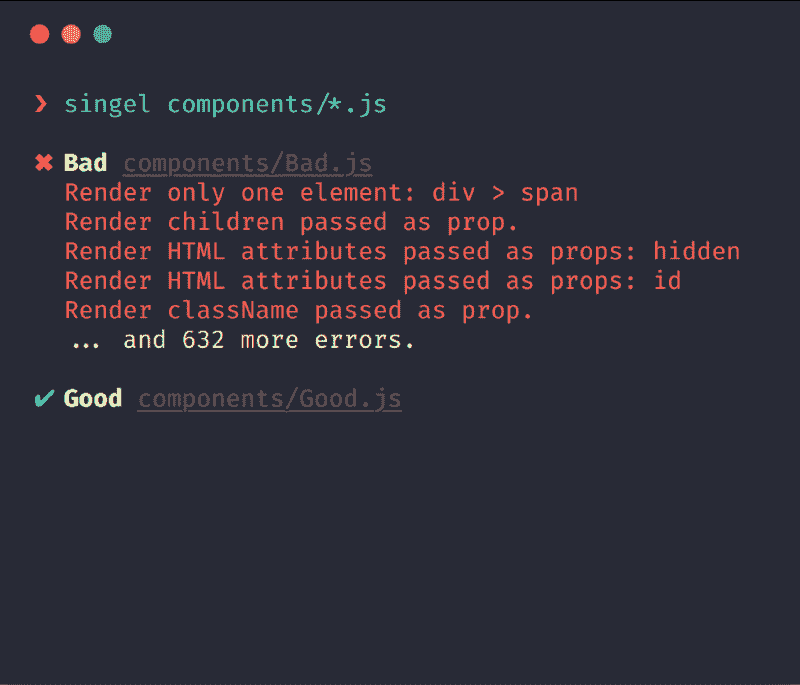 ❯ singel components/*.js
✖ Bad components/Bad.js
Render only one element: div > span
Render children passed as prop.
Render HTML attributes passed as props: hidden
Render HTML attributes passed as props: id
Render className passed as prop.
... and 632 more errors.
✔ Good components/Good.js